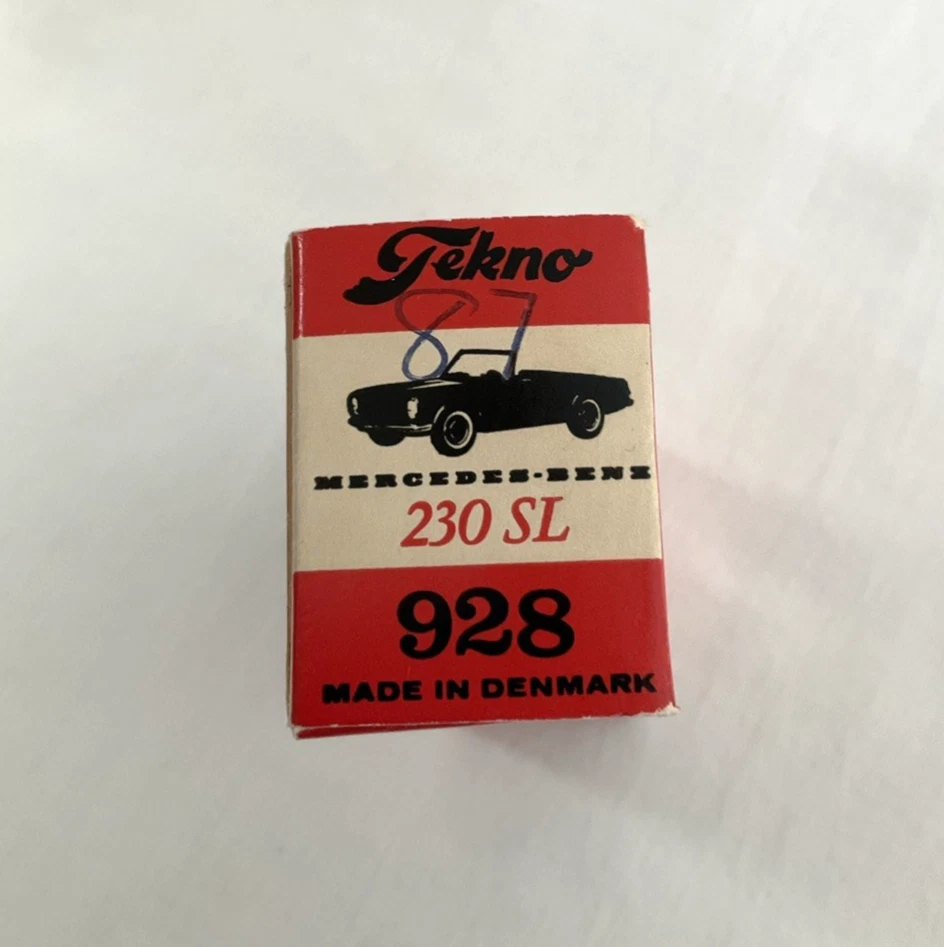 Tekno
87
MERCEDES-BENZ
230 SL
928
MADE IN DENMARK